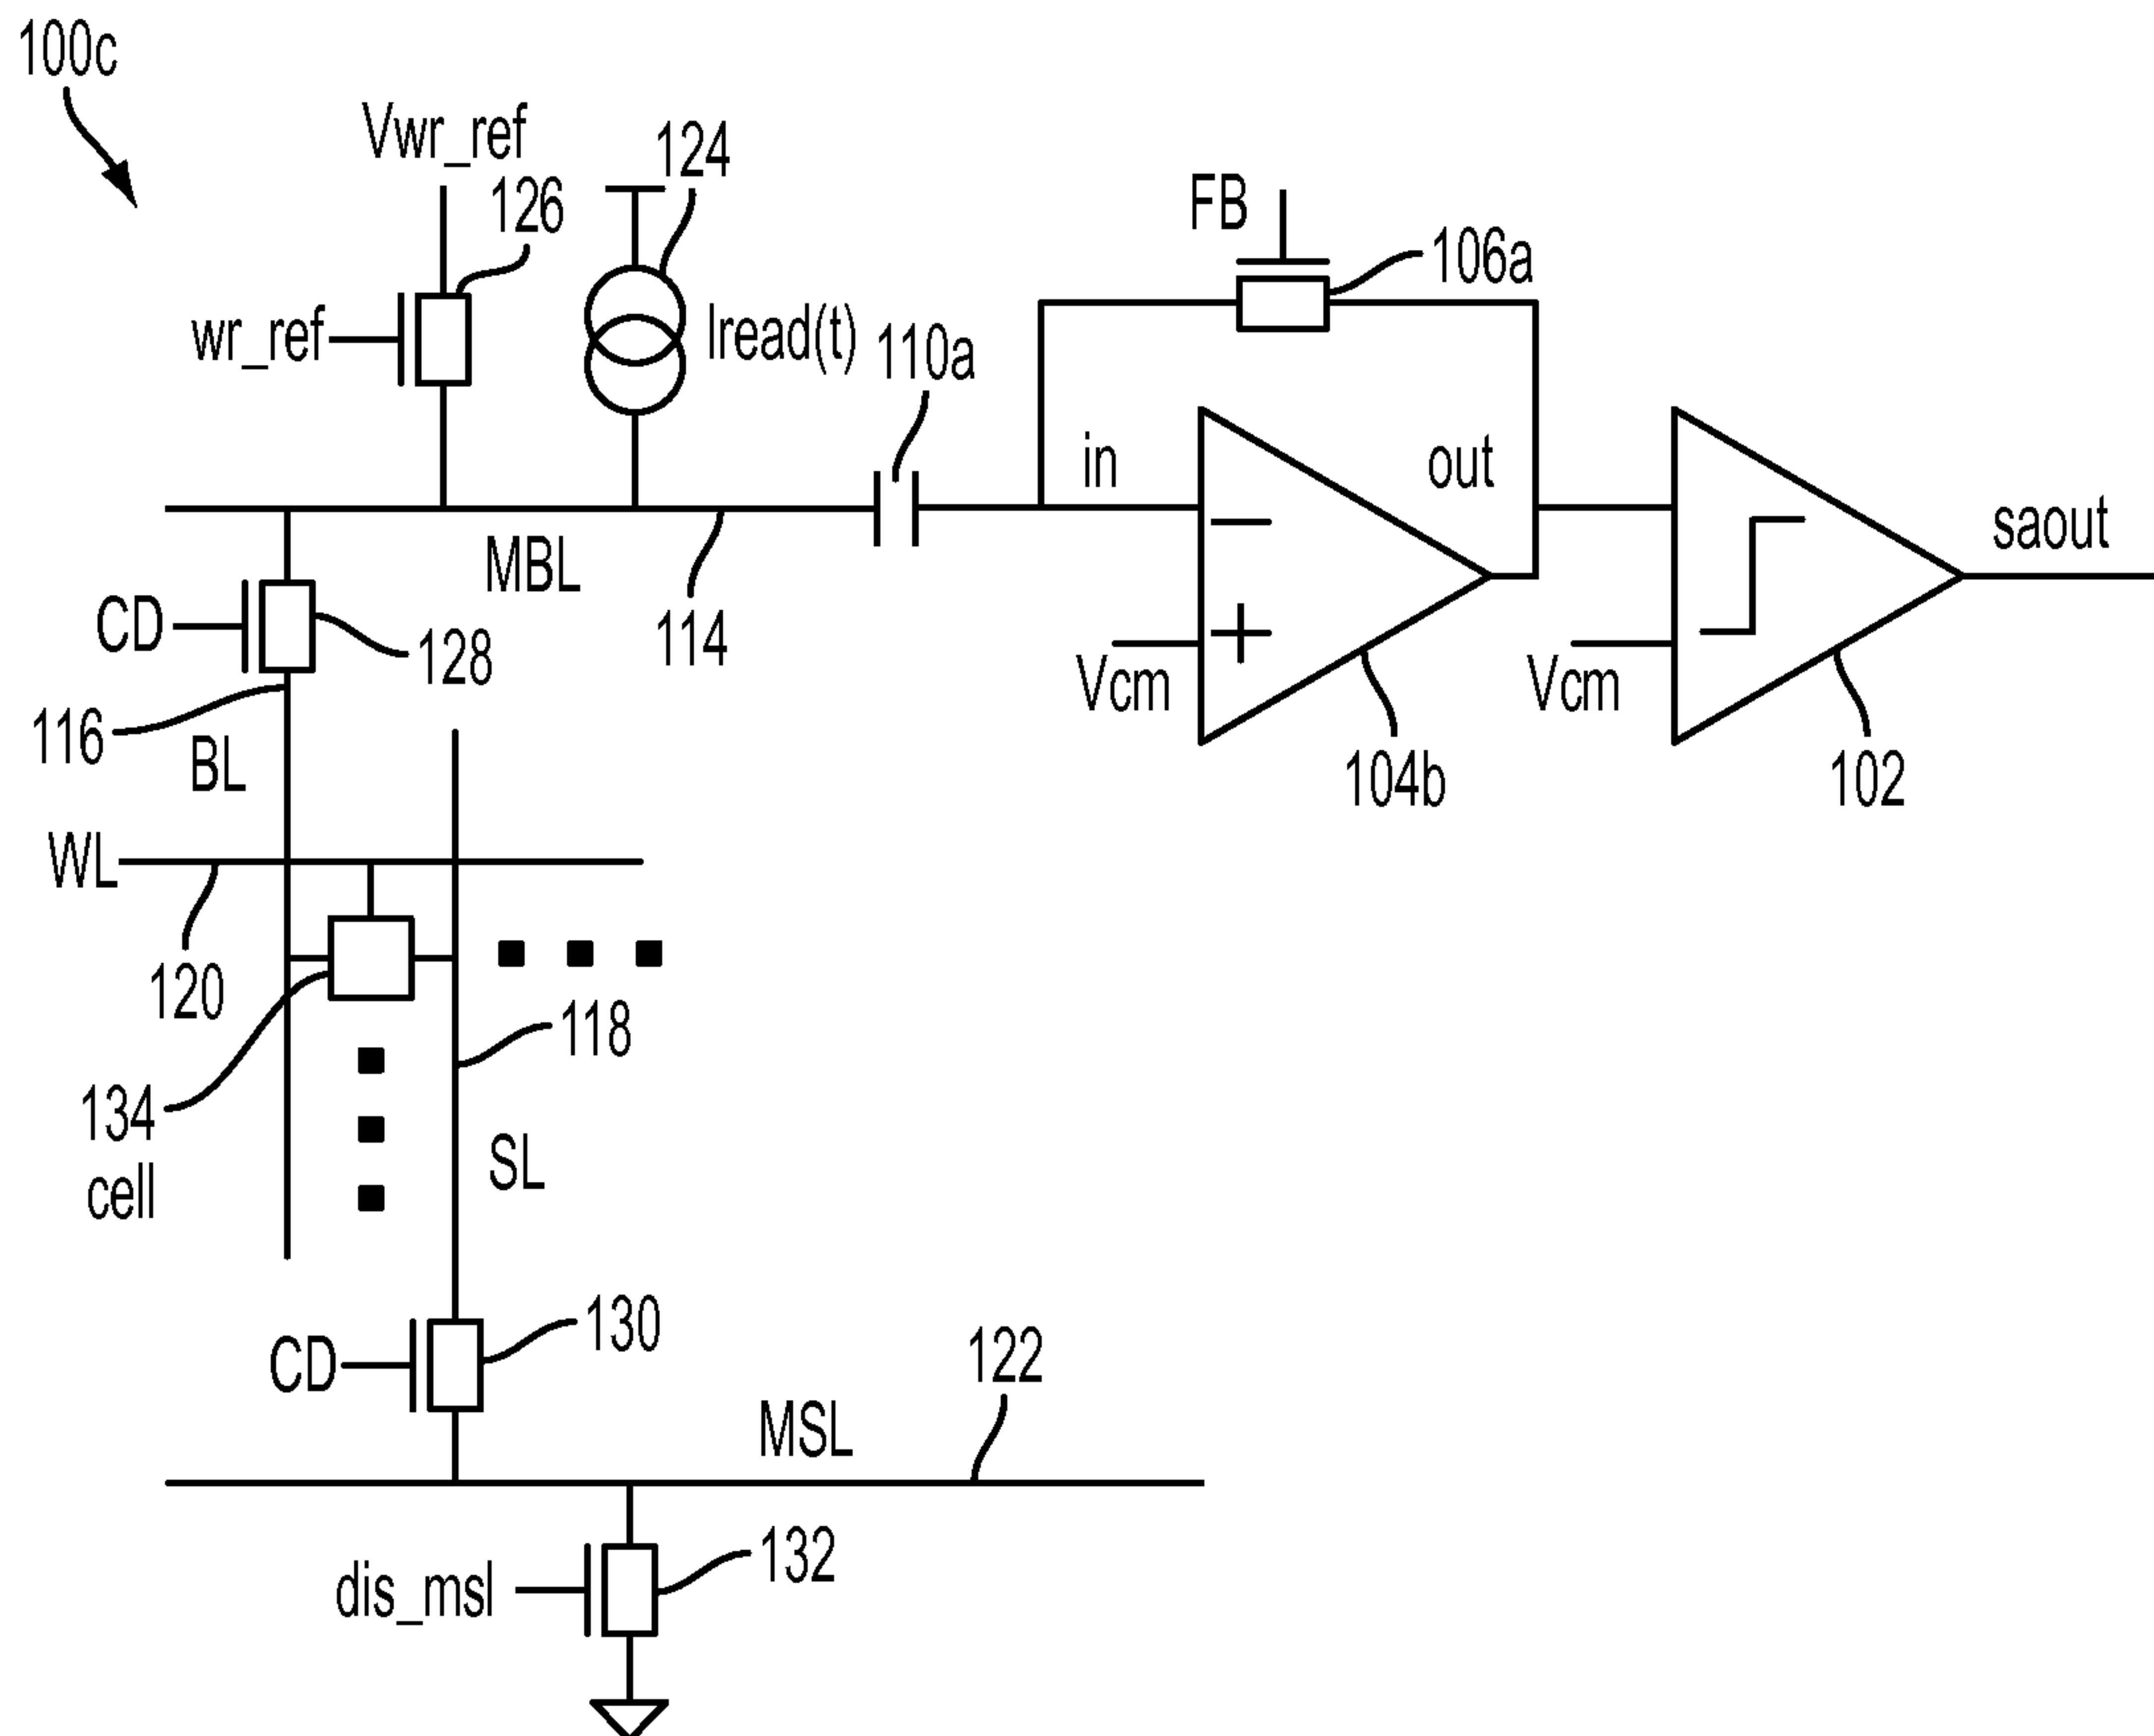 100c
Vwr_ref
124
126
FB
106a
wr_ref
Iread(t)
110a
in
out
saout
MBL
CD
128
114
Vcm
Vcm
116
BL
104b
102
WL
120
118
134
cell
SL
130
CD
122
MSL
132
dis_msl